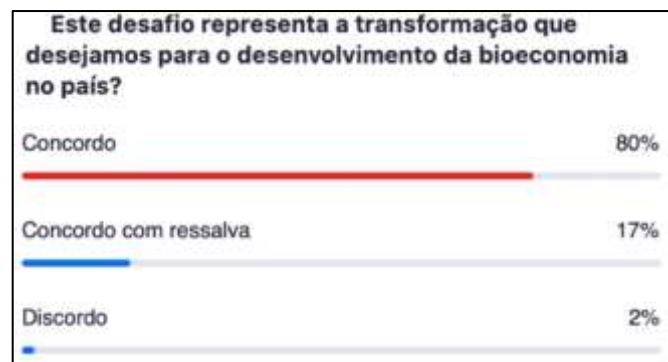 Este desafio representa a transformação que
desejamos para o desenvolvimento da bioeconomia
no país?
Concordo 80%
Concordo com ressalva 17%
Discordo 2%